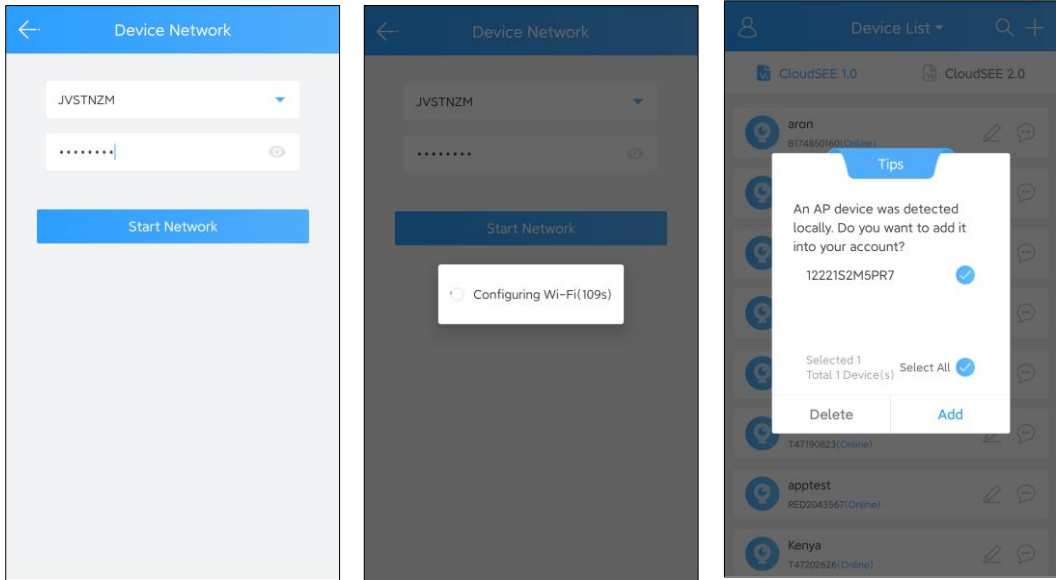 Device Network
JVSTNZM
••••••••
Start Network
Device Network
JVSTNZM
••••••••
Start Network
Configuring Wi-Fi(109s)
Device List
CloudSEE 1.0
CloudSEE 2.0
aron
B174850160(Online)
Tips
An AP device was detected
locally. Do you want to add it
into your account?
12221S2M5PR7
Selected 1
Total 1 Device(s)
Select All
Delete
Add
T47190823(Online)
apptest
RED2043567(Online)
Kenya
T47202626(Online)